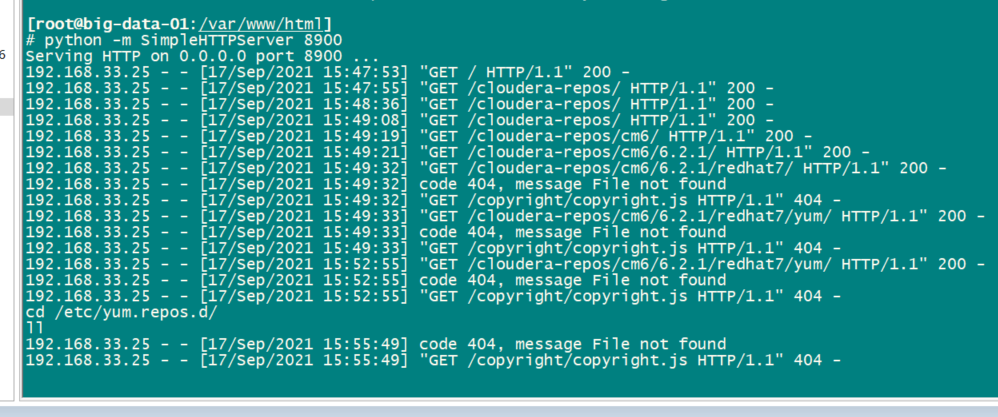 6
[root@big-data-01:/var/www/html]
# python -m SimpleHTTPServer 8900
Serving HTTP on 0.0.0.0 port 8900 ...
192.168.33.25 - - [17/Sep/2021 15:47:53] "GET / HTTP/1.1" 200 -
192.168.33.25 - - [17/Sep/2021 15:47:55] "GET /cloudera-repos/ HTTP/1.1" 200 -
192.168.33.25 - - [17/Sep/2021 15:48:36] "GET /cloudera-repos/ HTTP/1.1" 200 -
192.168.33.25 - - [17/Sep/2021 15:49:08] "GET /cloudera-repos/ HTTP/1.1" 200 -
192.168.33.25 - - [17/Sep/2021 15:49:19] "GET /cloudera-repos/cm6/ HTTP/1.1" 200 -
192.168.33.25 - - [17/Sep/2021 15:49:21] "GET /cloudera-repos/cm6/6.2.1/ HTTP/1.1" 200 -
192.168.33.25 - - [17/Sep/2021 15:49:32] "GET /cloudera-repos/cm6/6.2.1/redhat7/ HTTP/1.1" 200 -
192.168.33.25 - - [17/Sep/2021 15:49:32] code 404, message File not found
192.168.33.25 - - [17/Sep/2021 15:49:32] "GET /copyright/copyright.js HTTP/1.1" 404 -
192.168.33.25 - - [17/Sep/2021 15:49:33] "GET /cloudera-repos/cm6/6.2.1/redhat7/yum/ HTTP/1.1" 200 -
192.168.33.25 - - [17/Sep/2021 15:49:33] code 404, message File not found
192.168.33.25 - - [17/Sep/2021 15:49:33] "GET /copyright/copyright.js HTTP/1.1" 404 -
192.168.33.25 - - [17/Sep/2021 15:52:55] "GET /cloudera-repos/cm6/6.2.1/redhat7/yum/ HTTP/1.1" 200 -
192.168.33.25 - - [17/Sep/2021 15:52:55] code 404, message File not found
192.168.33.25 - - [17/Sep/2021 15:52:55] "GET /copyright/copyright.js HTTP/1.1" 404 -
cd /etc/yum.repos.d/
ll
192.168.33.25 - - [17/Sep/2021 15:55:49] code 404, message File not found
192.168.33.25 - - [17/Sep/2021 15:55:49] "GET /copyright/copyright.js HTTP/1.1" 404 -